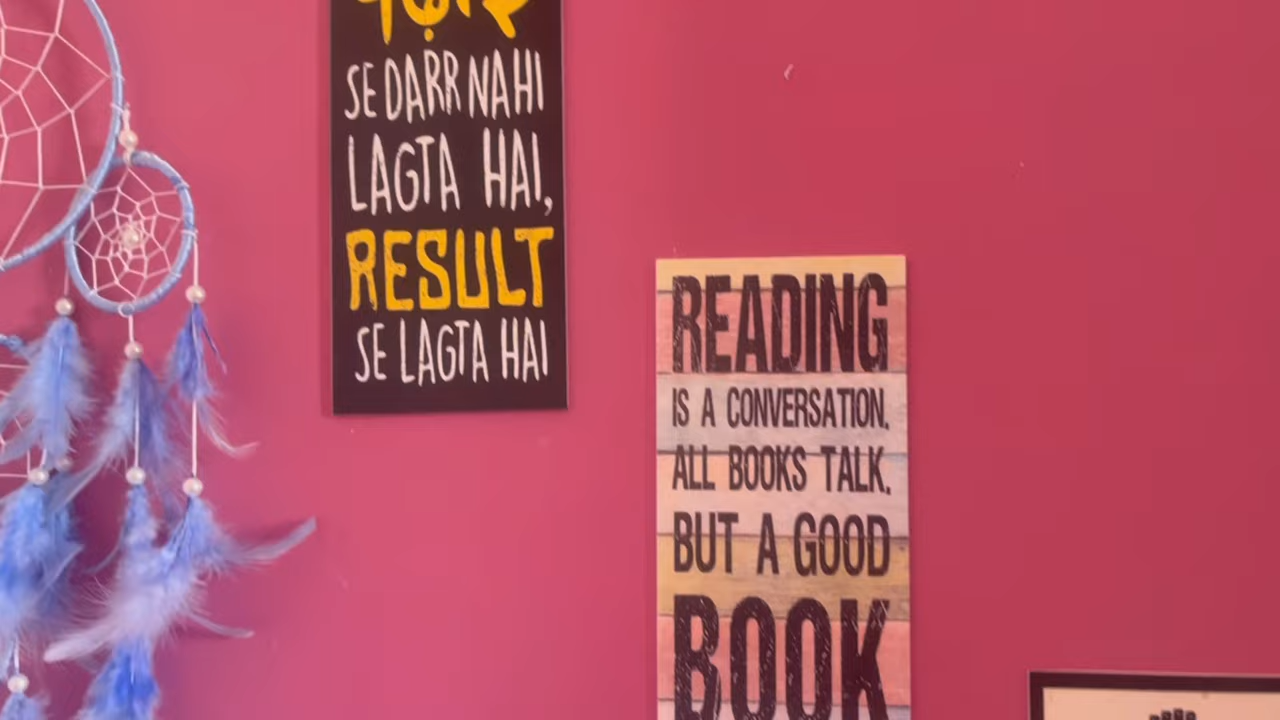 SE DARR NAHI
LAGTA HAI,
RESULT
SE LAGTA HAI
READING
IS A CONVERSATION.
ALL BOOKS TALK.
BUT A GOOD
BOOK